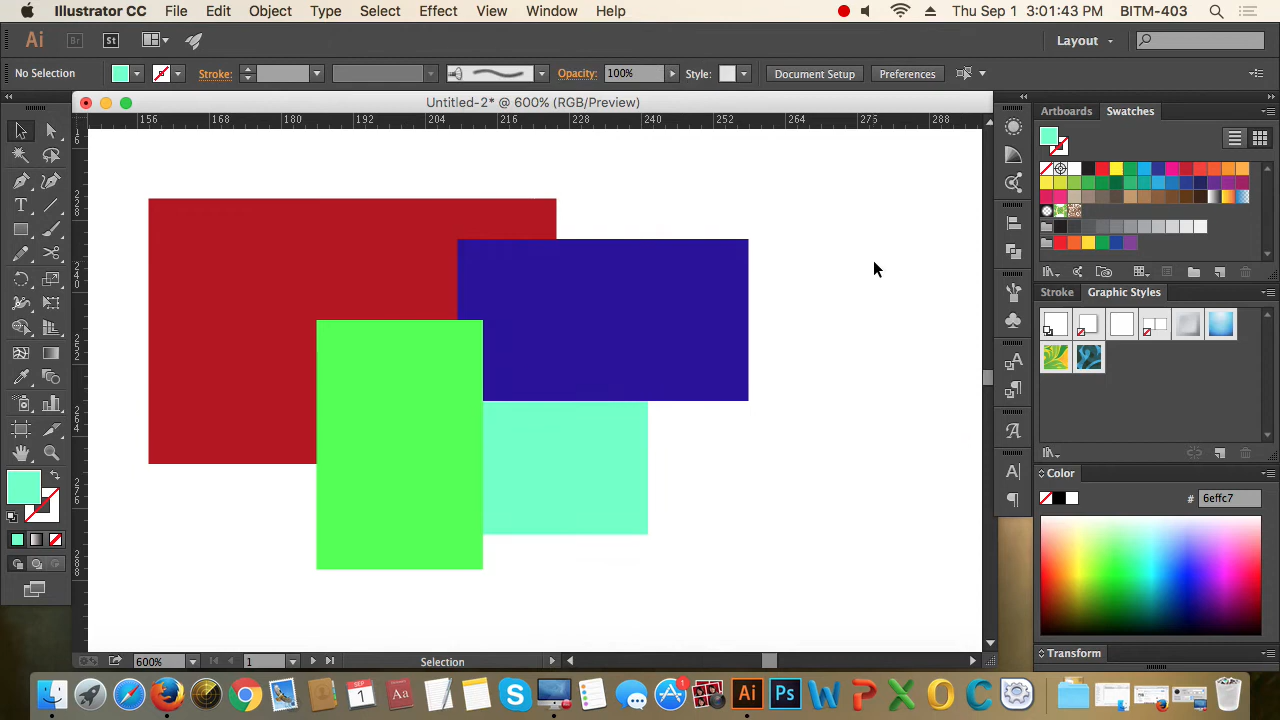 Illustrator CC File Edit Object Type Select Effect View Window Help Thu Sep 1 3:01:43 PM BITM-403
Ai Br St Layout
No Selection Stroke: Opacity: 100% Style: Document Setup Preferences
Untitled-2* @ 600% (RGB/Preview)
Artboards Swatches
156 168 180 192 204 216 228 240 252 264 275 288
Stroke Graphic Styles
Color
# 6effc7
Transform
600% 1 Selection